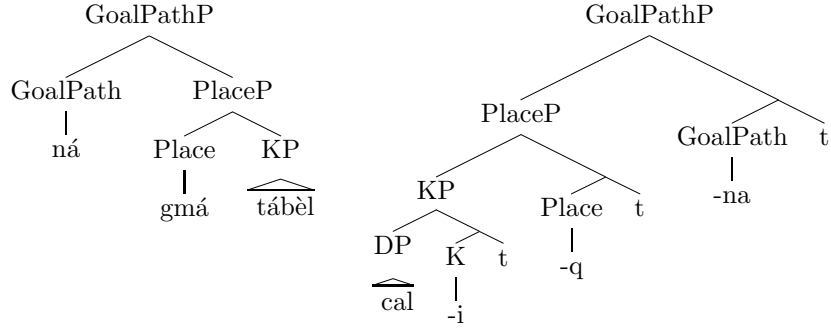 GoalPathP GoalPathP
GoalPath PlaceP
PlaceP GoalPath t
ná Place KP
KP Place t -na
gmá tábèl
DP K t -q
cal -i